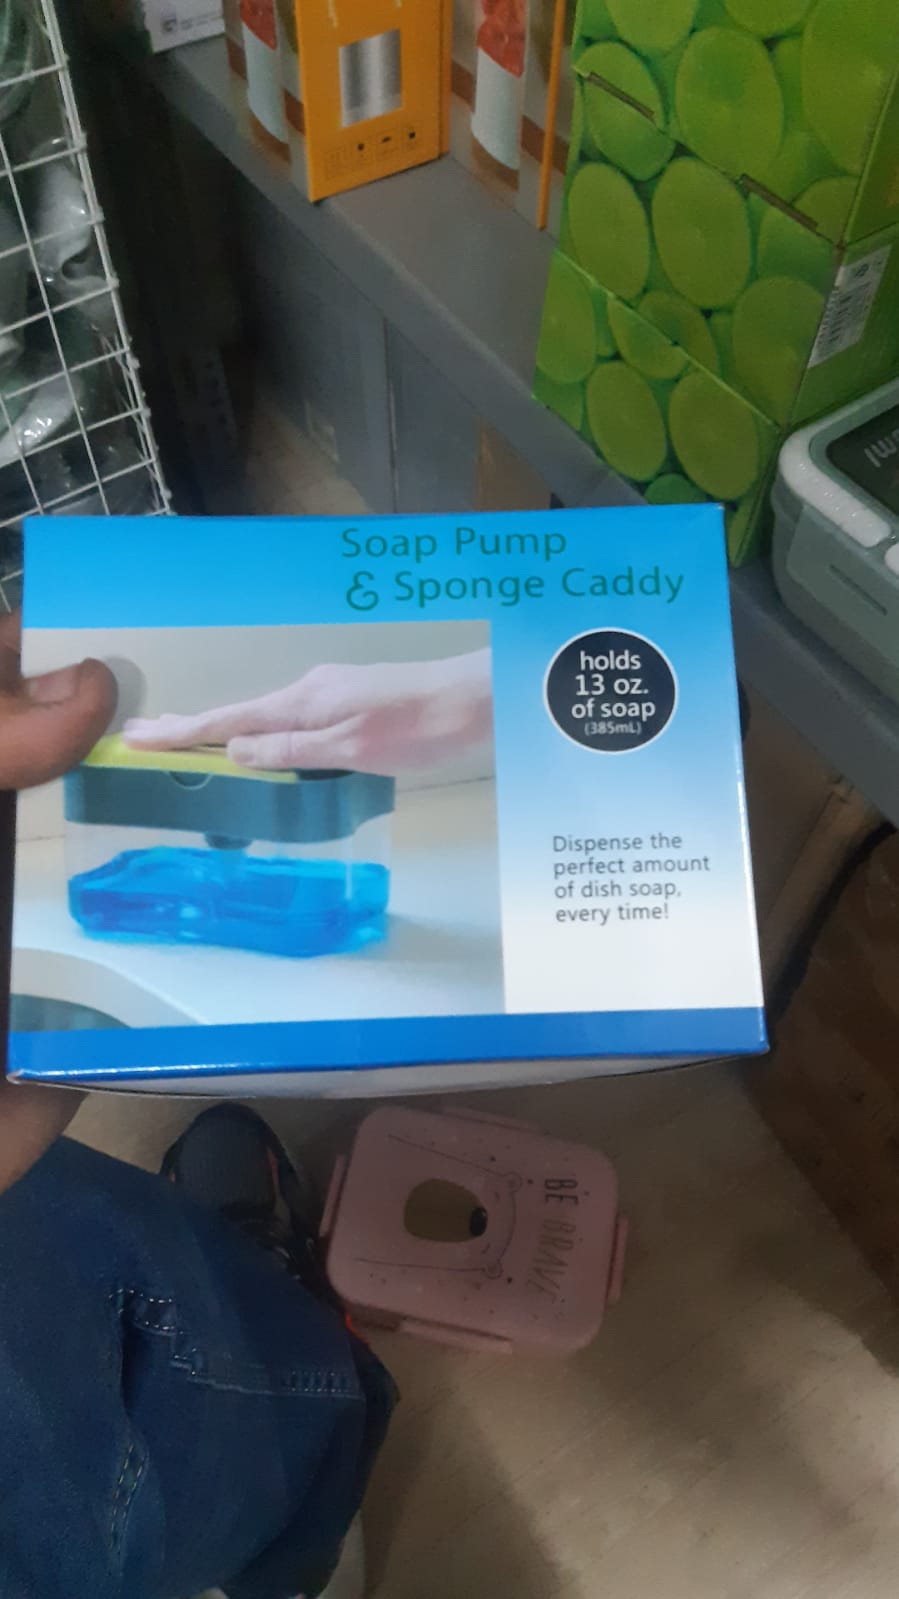 Soap Pump
& Sponge Caddy
holds
13 oz.
of soap
(385mL)
Dispense the
perfect amount
of dish soap,
every time!
BE BRAVE